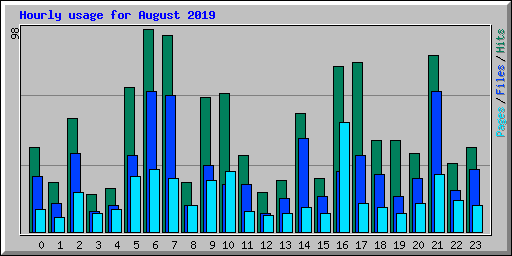 Hourly usage for August 2019
98
Pages/Files/Hits
0 1 2 3 4 5 6 7 8 9 10 11 12 13 14 15 16 17 18 19 20 21 22 23